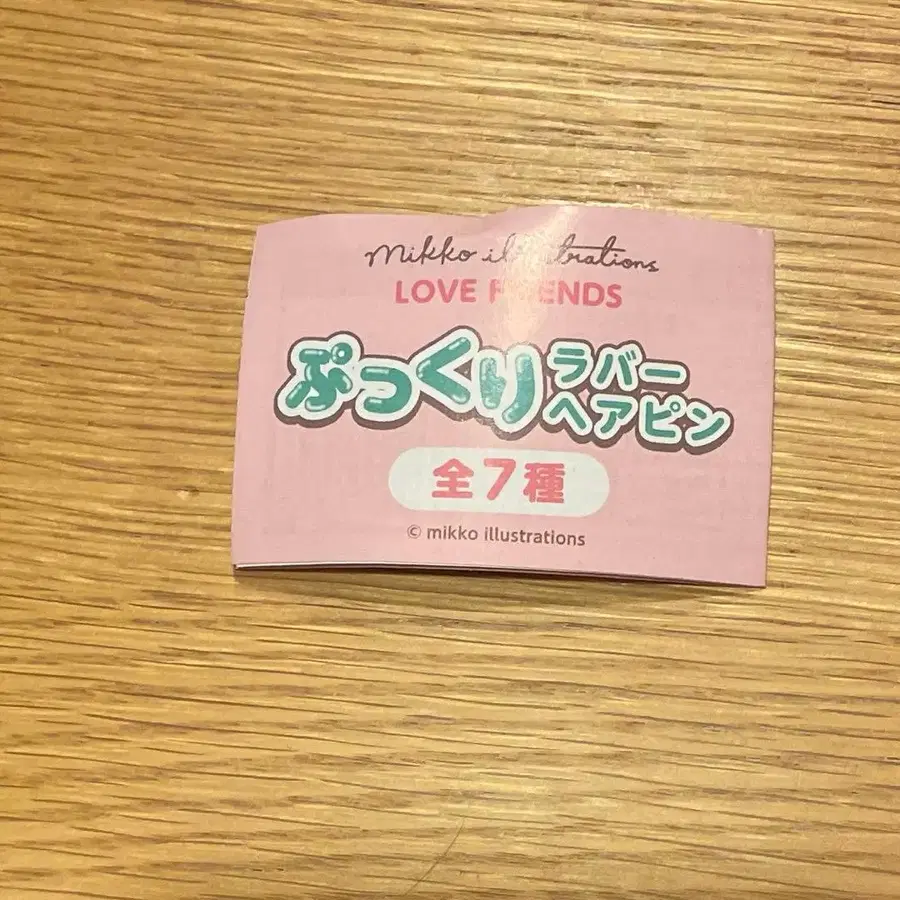 mikko illustrations
LOVE FRIENDS
ぷっくりラバー
ヘアピン
全7種
© mikko illustrations